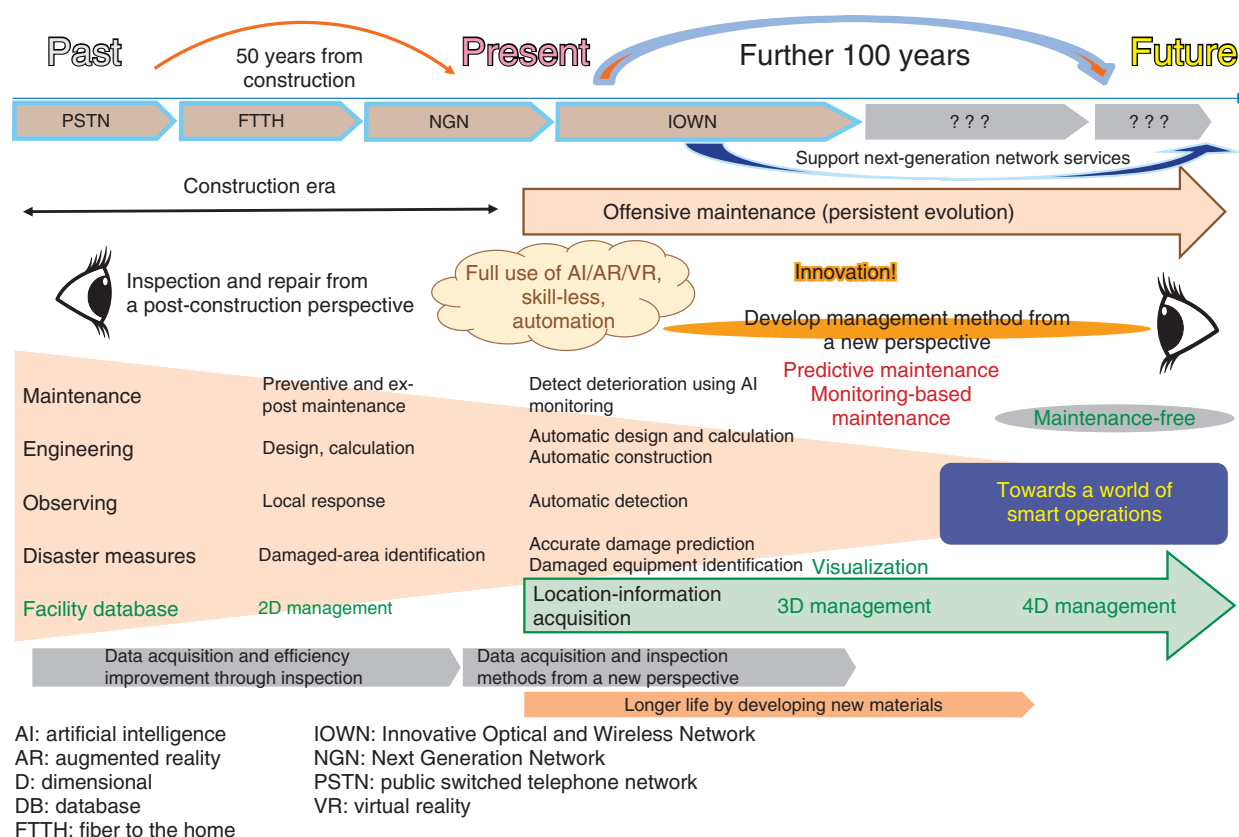 Past
50 years from
construction
Present
Further 100 years
Future
PSTN
FTTH
NGN
IOWN
? ? ?
? ? ?
Support next-generation network services
Construction era
Offensive maintenance (persistent evolution)
Inspection and repair from
a post-construction perspective
Full use of AI/AR/VR,
skill-less,
automation
Innovation!
Develop management method from
a new perspective
Predictive maintenance
Monitoring-based
maintenance
Maintenance-free
Maintenance
Preventive and ex-
post maintenance
Detect deterioration using AI
monitoring
Engineering
Design, calculation
Automatic design and calculation
Automatic construction
Observing
Local response
Automatic detection
Towards a world of
smart operations
Disaster measures
Damaged-area identification
Accurate damage prediction
Damaged equipment identification
Visualization
Facility database
2D management
Location-information
acquisition
3D management
4D management
Data acquisition and efficiency
improvement through inspection
Data acquisition and inspection
methods from a new perspective
Longer life by developing new materials
AI: artificial intelligence
AR: augmented reality
D: dimensional
DB: database
FTTH: fiber to the home
IOWN: Innovative Optical and Wireless Network
NGN: Next Generation Network
PSTN: public switched telephone network
VR: virtual reality